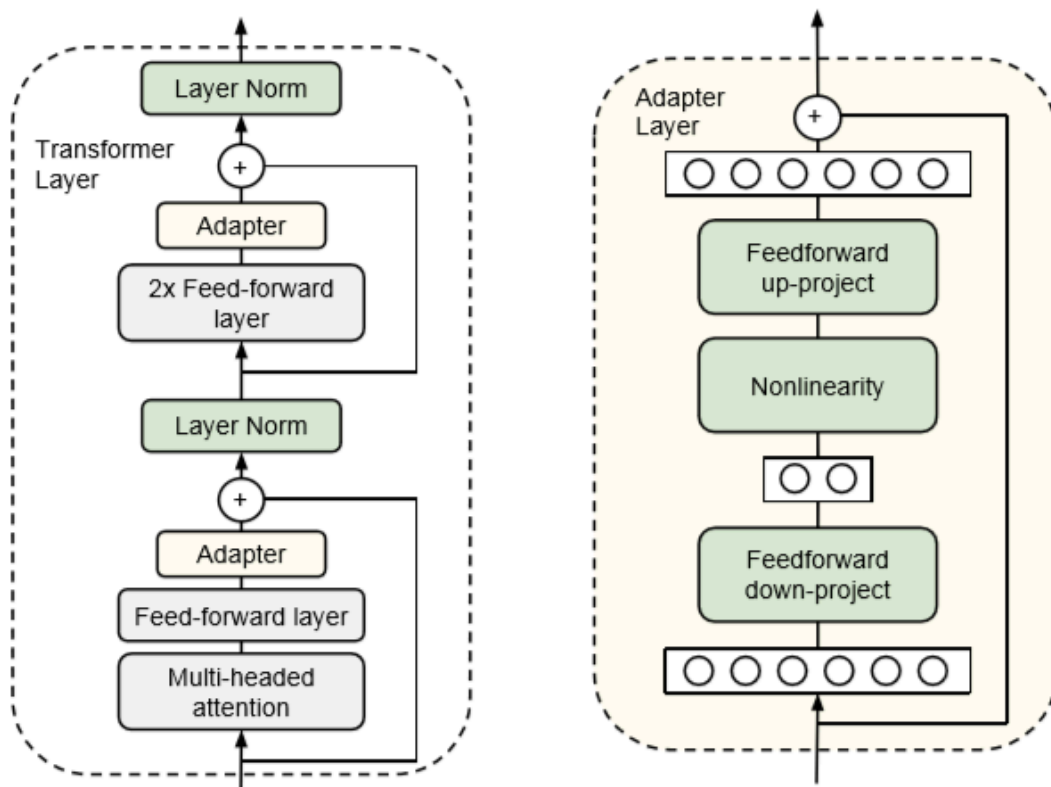 Layer Norm
Transformer
Layer
+
Adapter
2x Feed-forward
layer
Layer Norm
+
Adapter
Feed-forward layer
Multi-headed
attention
Adapter
Layer
+
Feedforward
up-project
Nonlinearity
Feedforward
down-project